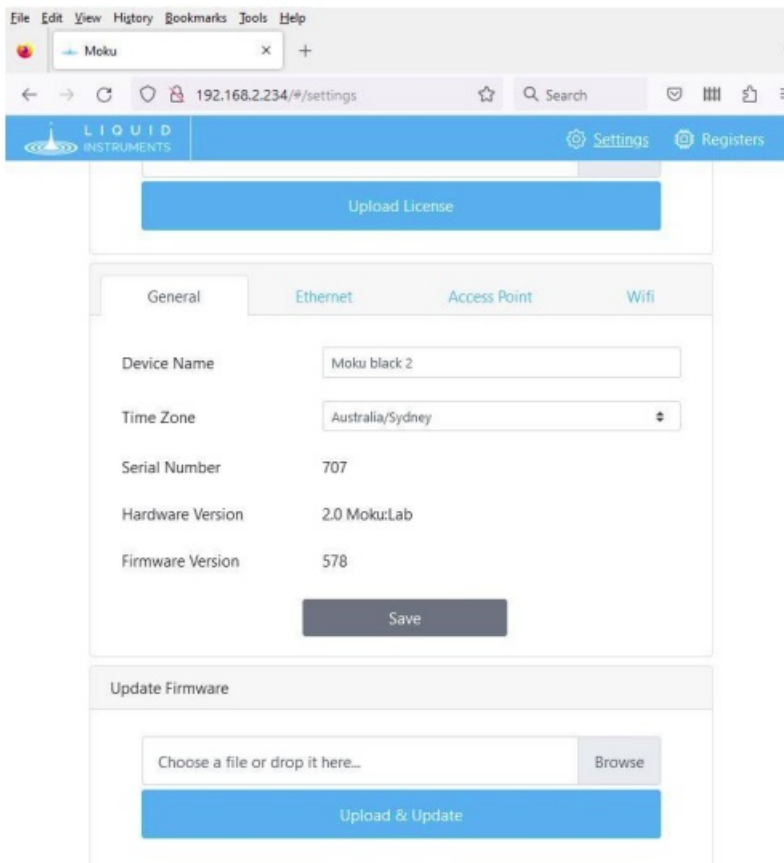 File Edit View History Bookmarks Tools Help
Moku × +
192.168.2.234/#/settings Search
LIQUID INSTRUMENTS Settings Registers
Upload License
General Ethernet Access Point Wifi
Device Name Moku black 2
Time Zone Australia/Sydney
Serial Number 707
Hardware Version 2.0 Moku:Lab
Firmware Version 578
Save
Update Firmware
Choose a file or drop it here... Browse
Upload & Update